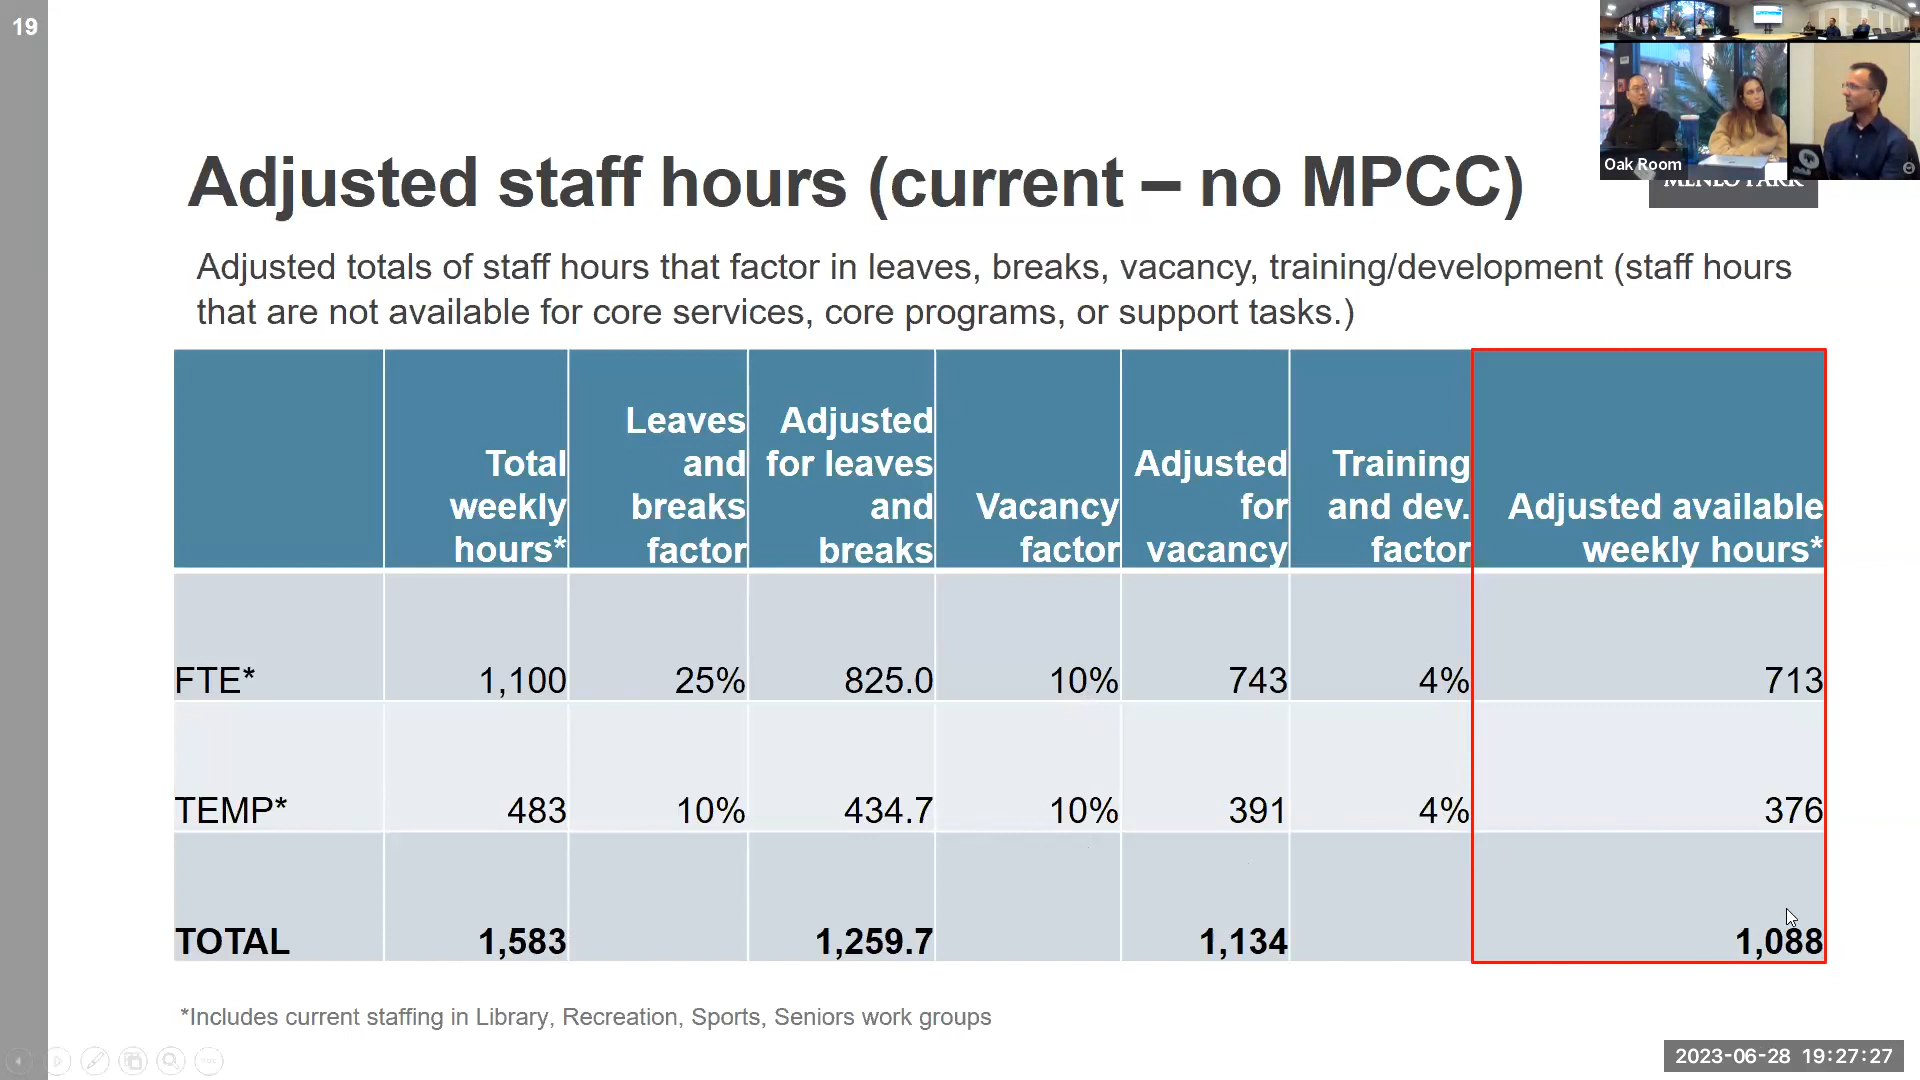 19
Oak Room
MENLO PARK
Adjusted staff hours (current – no MPCC)
Adjusted totals of staff hours that factor in leaves, breaks, vacancy, training/development (staff hours
that are not available for core services, core programs, or support tasks.)
Total weekly hours*
Leaves and breaks factor
Adjusted for leaves and breaks
Vacancy factor
Adjusted for vacancy
Training and dev. factor
Adjusted available weekly hours*
FTE* 1,100 25% 825.0 10% 743 4% 713
TEMP* 483 10% 434.7 10% 391 4% 376
TOTAL 1,583 1,259.7 1,134 1,088
*Includes current staffing in Library, Recreation, Sports, Seniors work groups
2023-06-28 19:27:27